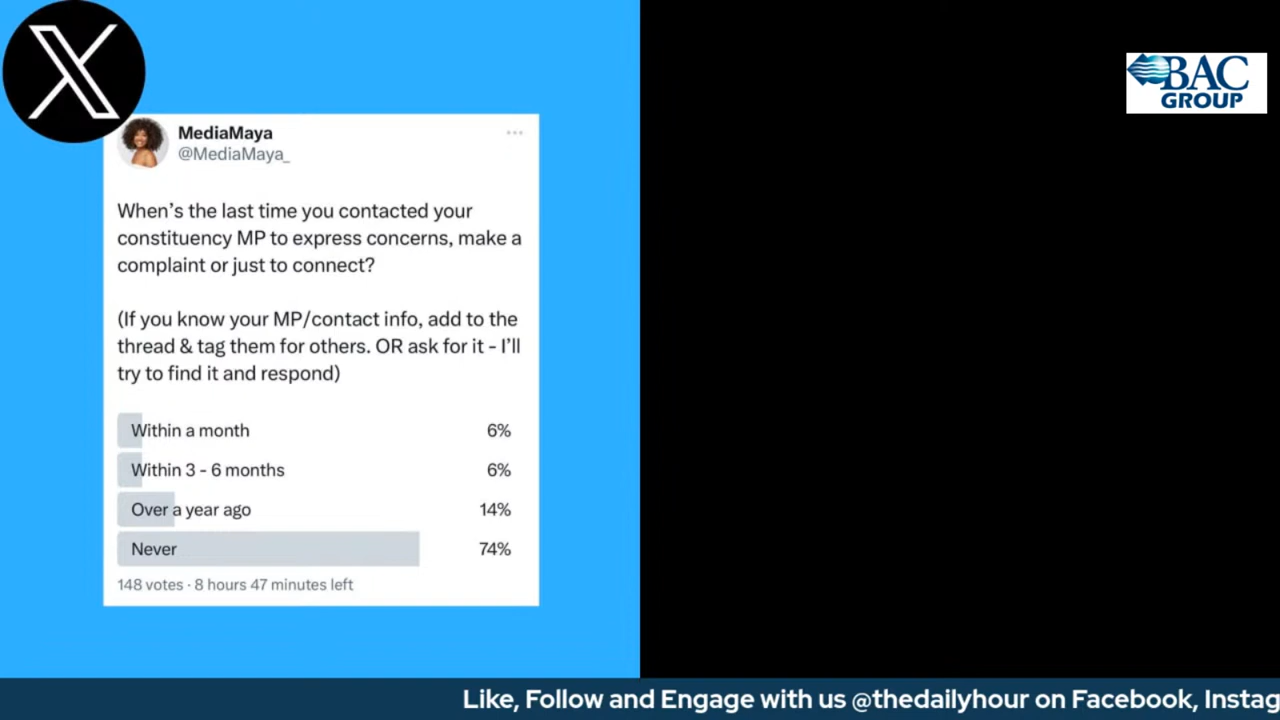 BAC
GROUP
MediaMaya
@MediaMaya_
When's the last time you contacted your
constituency MP to express concerns, make a
complaint or just to connect?
(If you know your MP/contact info, add to the
thread & tag them for others. OR ask for it - I'll
try to find it and respond)
Within a month 6%
Within 3 - 6 months 6%
Over a year ago 14%
Never 74%
148 votes · 8 hours 47 minutes left
Like, Follow and Engage with us @thedailyhour on Facebook, Instag